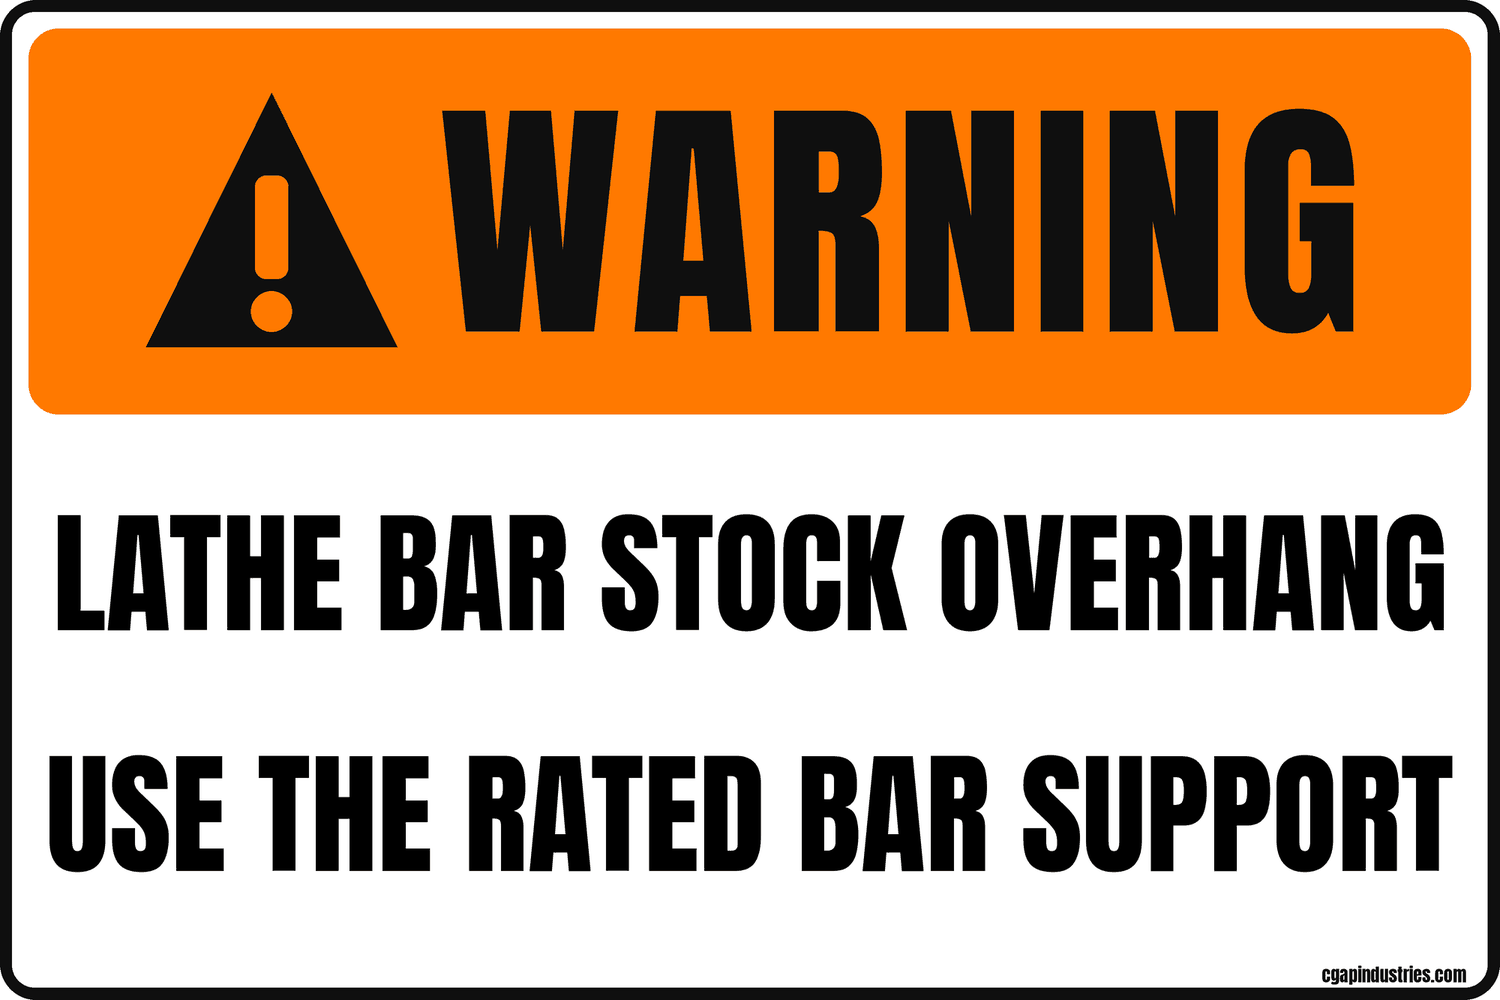 WARNING
LATHE BAR STOCK OVERHANG
USE THE RATED BAR SUPPORT
cgapindustries.com